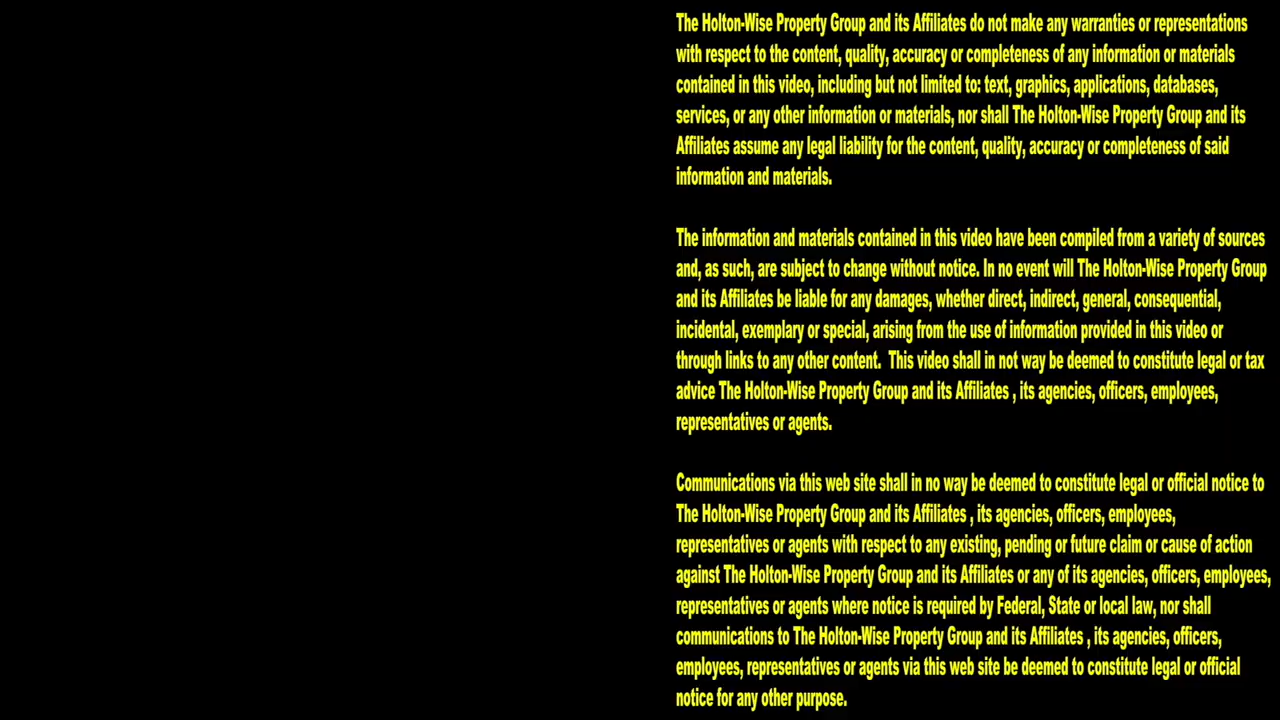 The Holton-Wise Property Group and its Affiliates do not make any warranties or representations
with respect to the content, quality, accuracy or completeness of any information or materials
contained in this video, including but not limited to: text, graphics, applications, databases,
services, or any other information or materials, nor shall The Holton-Wise Property Group and its
Affiliates assume any legal liability for the content, quality, accuracy or completeness of said
information and materials.
The information and materials contained in this video have been compiled from a variety of sources
and, as such, are subject to change without notice. In no event will The Holton-Wise Property Group
and its Affiliates be liable for any damages, whether direct, indirect, general, consequential,
incidental, exemplary or special, arising from the use of information provided in this video or
through links to any other content.  This video shall in not way be deemed to constitute legal or tax
advice The Holton-Wise Property Group and its Affiliates , its agencies, officers, employees,
representatives or agents.
Communications via this web site shall in no way be deemed to constitute legal or official notice to
The Holton-Wise Property Group and its Affiliates , its agencies, officers, employees,
representatives or agents with respect to any existing, pending or future claim or cause of action
against The Holton-Wise Property Group and its Affiliates or any of its agencies, officers, employees,
representatives or agents where notice is required by Federal, State or local law, nor shall
communications to The Holton-Wise Property Group and its Affiliates , its agencies, officers,
employees, representatives or agents via this web site be deemed to constitute legal or official
notice for any other purpose.